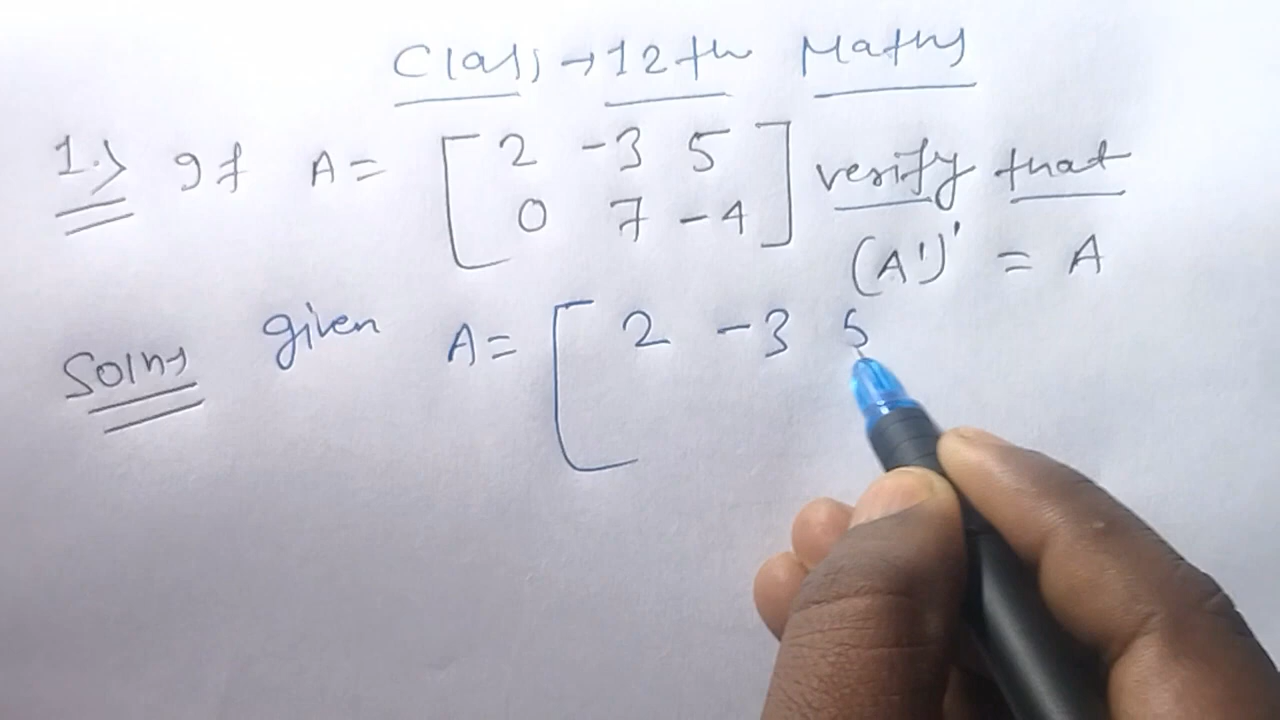 Class → 12th Maths
1.> If A = [ 2 -3 5 ] verify that
[ 0 7 -4 ] (A')' = A
Soln> given A = [ 2 -3 5